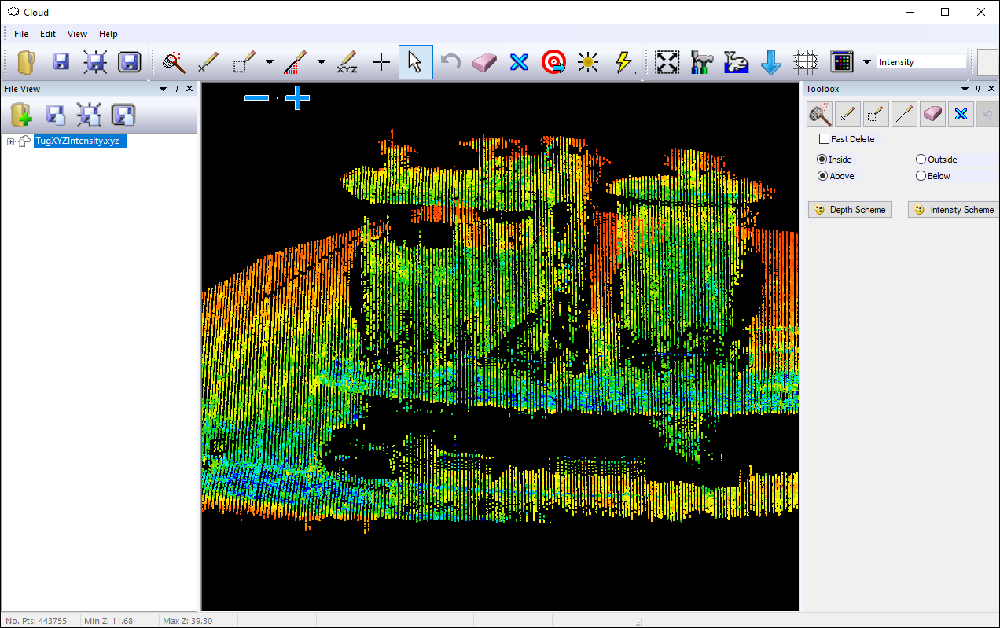 Cloud
File Edit View Help
XYZ
Intensity
File View
Toolbox
TugXYZIntensity.xyz
Fast Delete
Inside Outside
Above Below
Depth Scheme Intensity Scheme
No. Pts: 443755 Min Z: 11.68 Max Z: 39.30